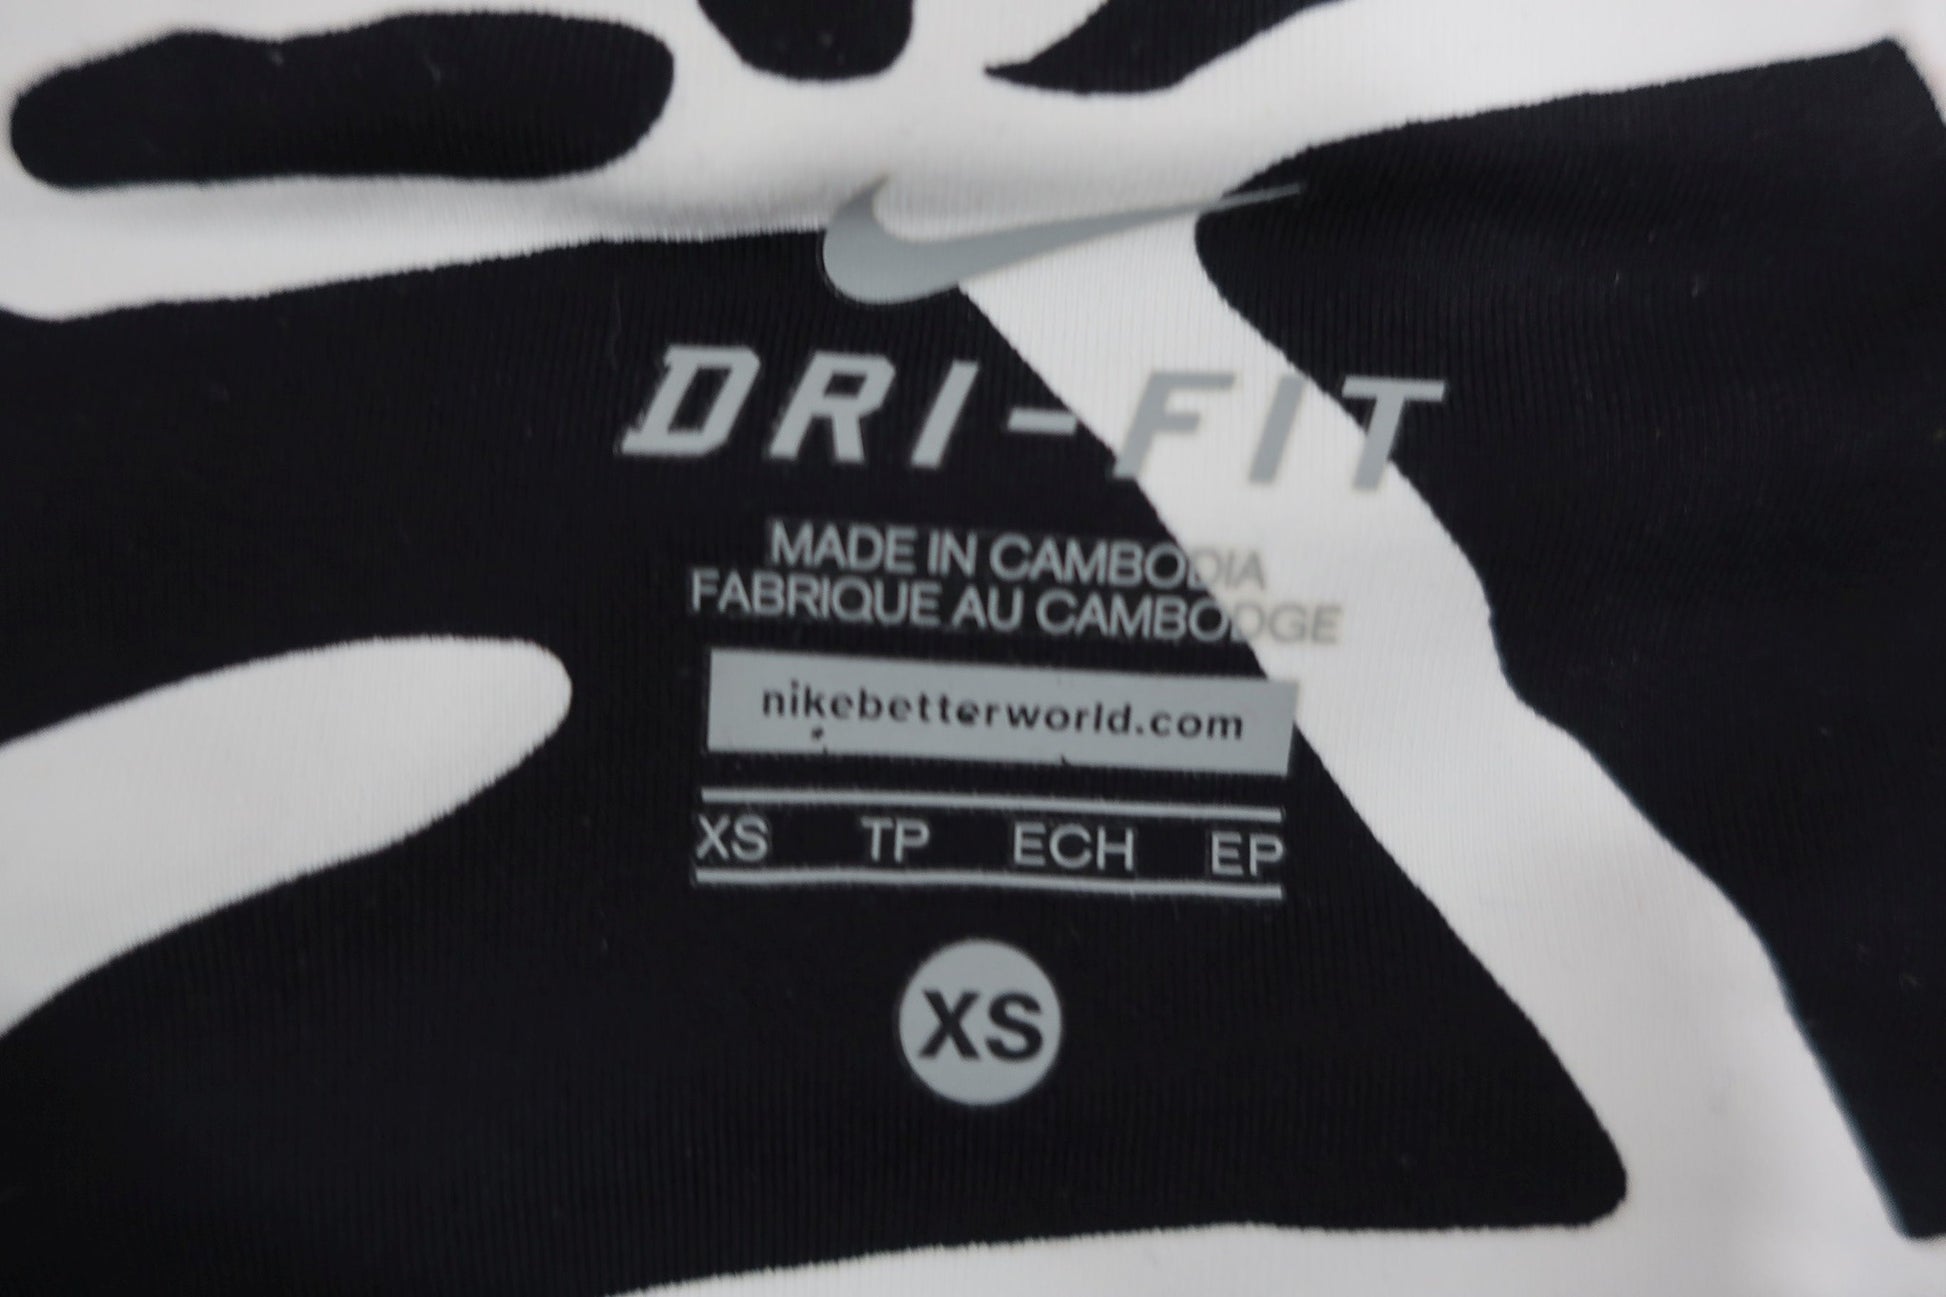 DRI-FIT
MADE IN CAMBODIA
FABRIQUE AU CAMBODGE
nikebetterworld.com
XS TP ECH EP
XS